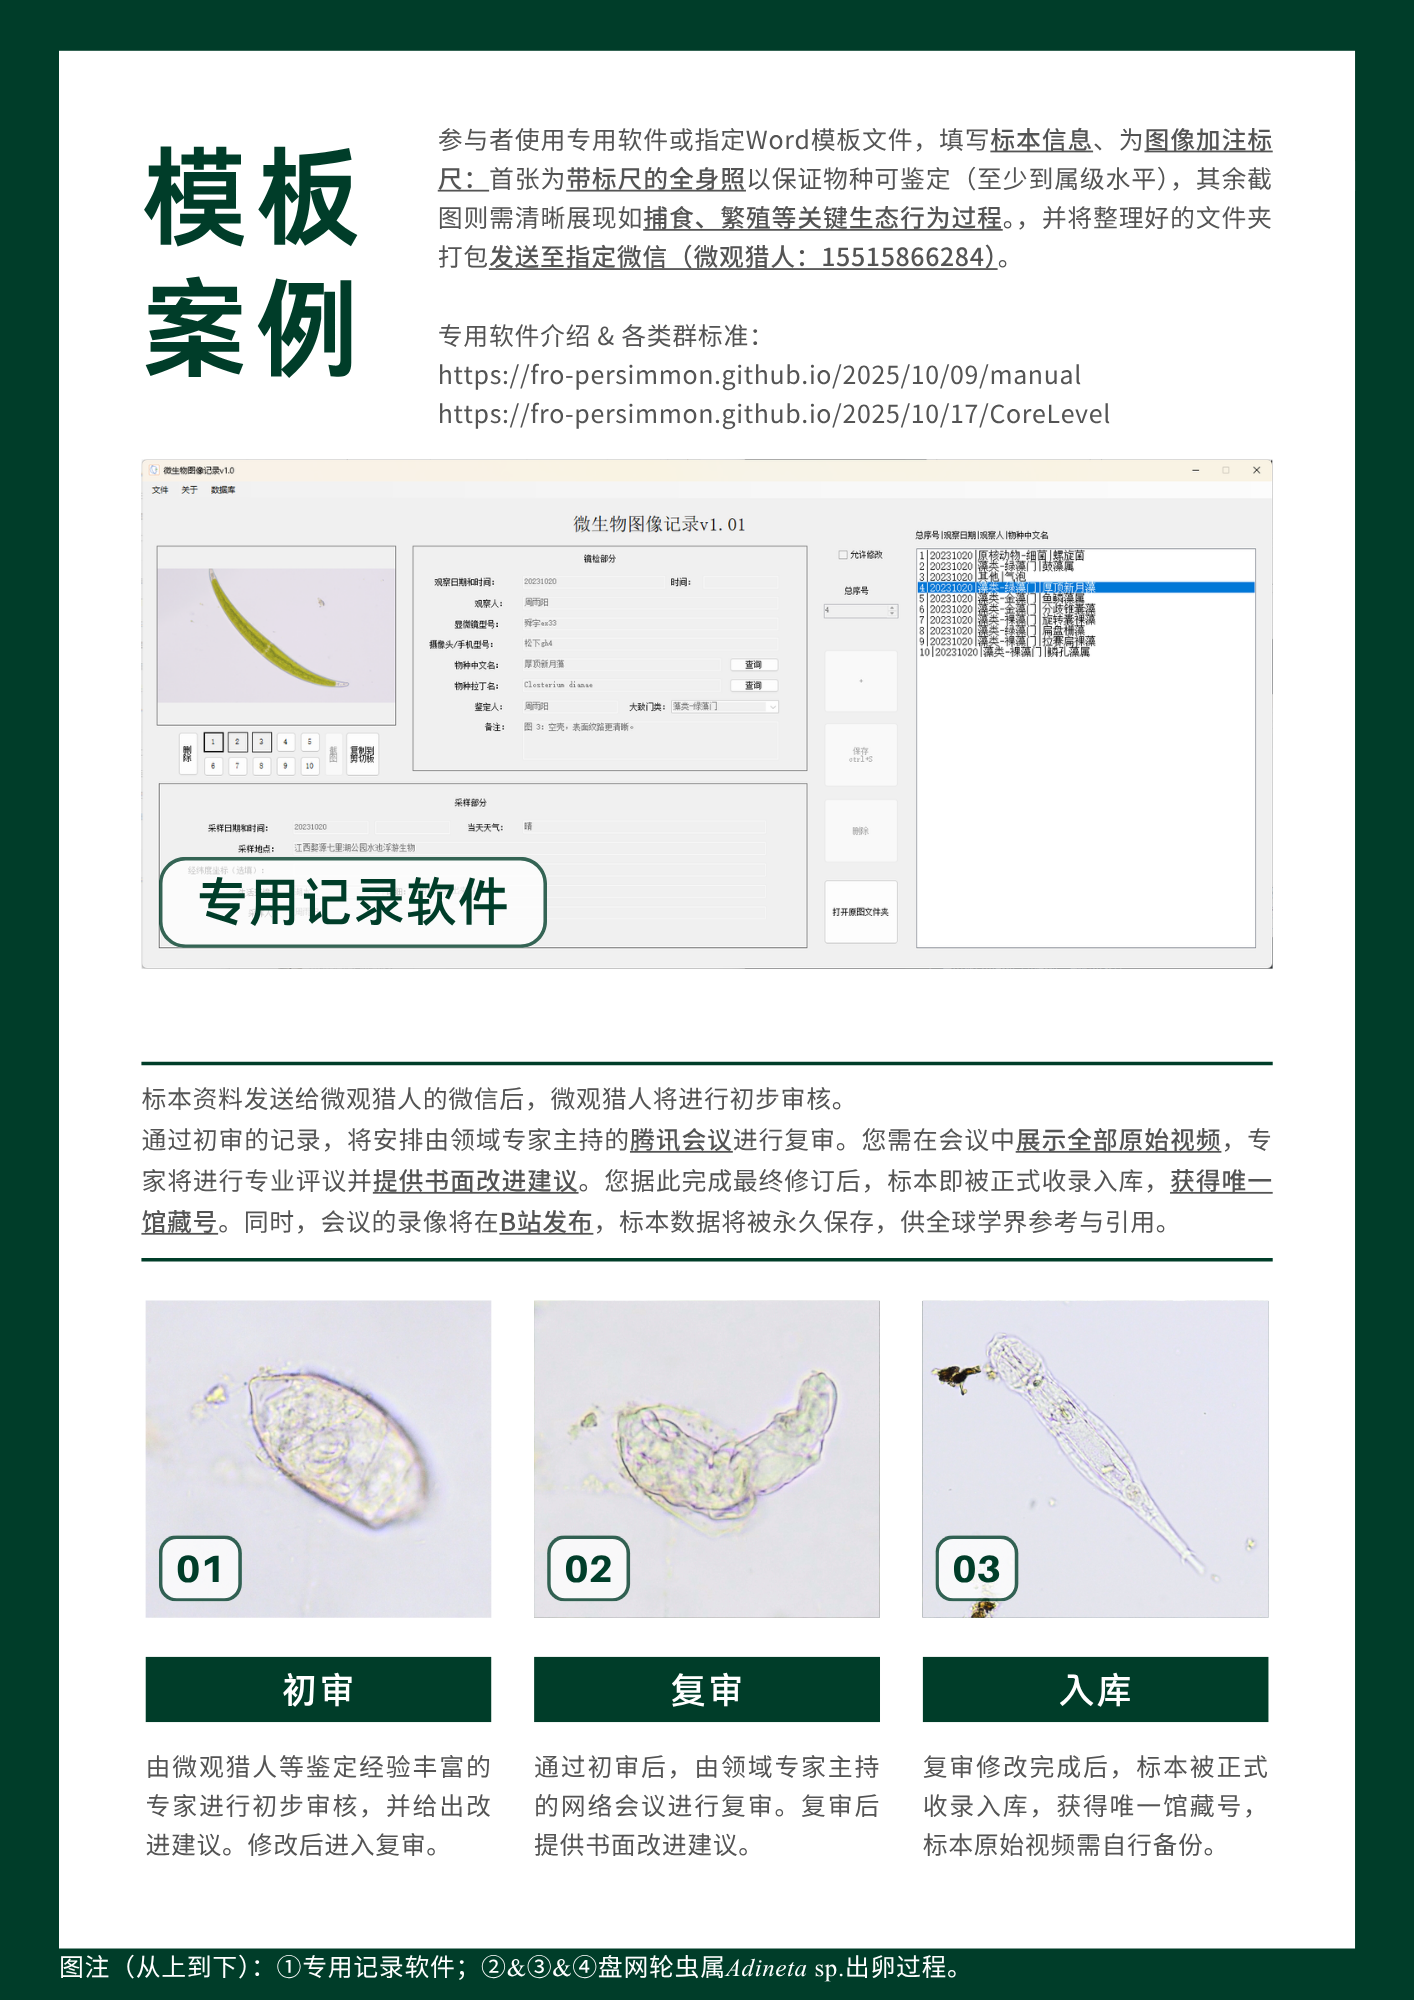 模板
案例
参与者使用专用软件或指定Word模板文件，填写标本信息、为图像加注标
尺：首张为带标尺的全身照以保证物种可鉴定（至少到属级水平），其余截
图则需清晰展现如捕食、繁殖等关键生态行为过程。，并将整理好的文件夹
打包发送至指定微信（微观猎人：15515866284）。
专用软件介绍 & 各类群标准：
https://fro-persimmon.github.io/2025/10/09/manual
https://fro-persimmon.github.io/2025/10/17/CoreLevel
微生物图像记录v1.0
文件 关于 数据库
微生物图像记录v1.01
镜检部分
观察日期和时间： 20231020 时间：
观察人： 周雨阳
显微镜型号： 舜宇ex33
摄像头/手机型号： 松下gh4
物种中文名： 厚顶新月藻 查询
物种拉丁名： Closterium dianae 查询
鉴定人： 周雨阳 大致门类： 藻类-绿藻门
备注： 图 3：空壳，表面纹路更清晰。
删除 1 2 3 4 5 截图 复制到剪切板
6 7 8 9 10
采样部分
采样日期和时间： 20231020 当天天气： 晴
采样地点： 江西婺源七里湖公园水池浮游生物
经纬度坐标（选填）：
专用记录软件
允许修改
总序号
4
+
保存
ctrl+S
删除
打开原图文件夹
总序号|观察日期|观察人|物种中文名
1|20231020|原核动物-细菌|螺旋菌
2|20231020|藻类-绿藻门|鼓藻属
3|20231020|其他|气泡
4|20231020|藻类-绿藻门|厚顶新月藻
5|20231020|藻类-金藻门|鱼鳞藻属
6|20231020|藻类-金藻门|分歧锥囊藻
7|20231020|藻类-裸藻门|旋转囊裸藻
8|20231020|藻类-绿藻门|扁盘栅藻
9|20231020|藻类-裸藻门|拉赛扁裸藻
10|20231020|藻类-裸藻门|鳞孔藻属
标本资料发送给微观猎人的微信后，微观猎人将进行初步审核。
通过初审的记录，将安排由领域专家主持的腾讯会议进行复审。您需在会议中展示全部原始视频，专
家将进行专业评议并提供书面改进建议。您据此完成最终修订后，标本即被正式收录入库，获得唯一
馆藏号。同时，会议的录像将在B站发布，标本数据将被永久保存，供全球学界参考与引用。
01
02
03
初审
由微观猎人等鉴定经验丰富的
专家进行初步审核，并给出改
进建议。修改后进入复审。
复审
通过初审后，由领域专家主持
的网络会议进行复审。复审后
提供书面改进建议。
入库
复审修改完成后，标本被正式
收录入库，获得唯一馆藏号，
标本原始视频需自行备份。
图注（从上到下）：①专用记录软件；②&③&④盘网轮虫属Adineta sp.出卵过程。